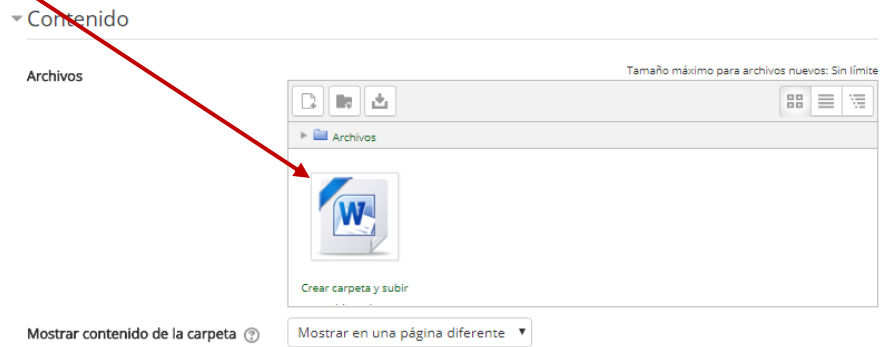 Contenido
Archivos
Tamaño máximo para archivos nuevos: Sin límite
Archivos
W
Crear carpeta y subir
Mostrar contenido de la carpeta
Mostrar en una página diferente